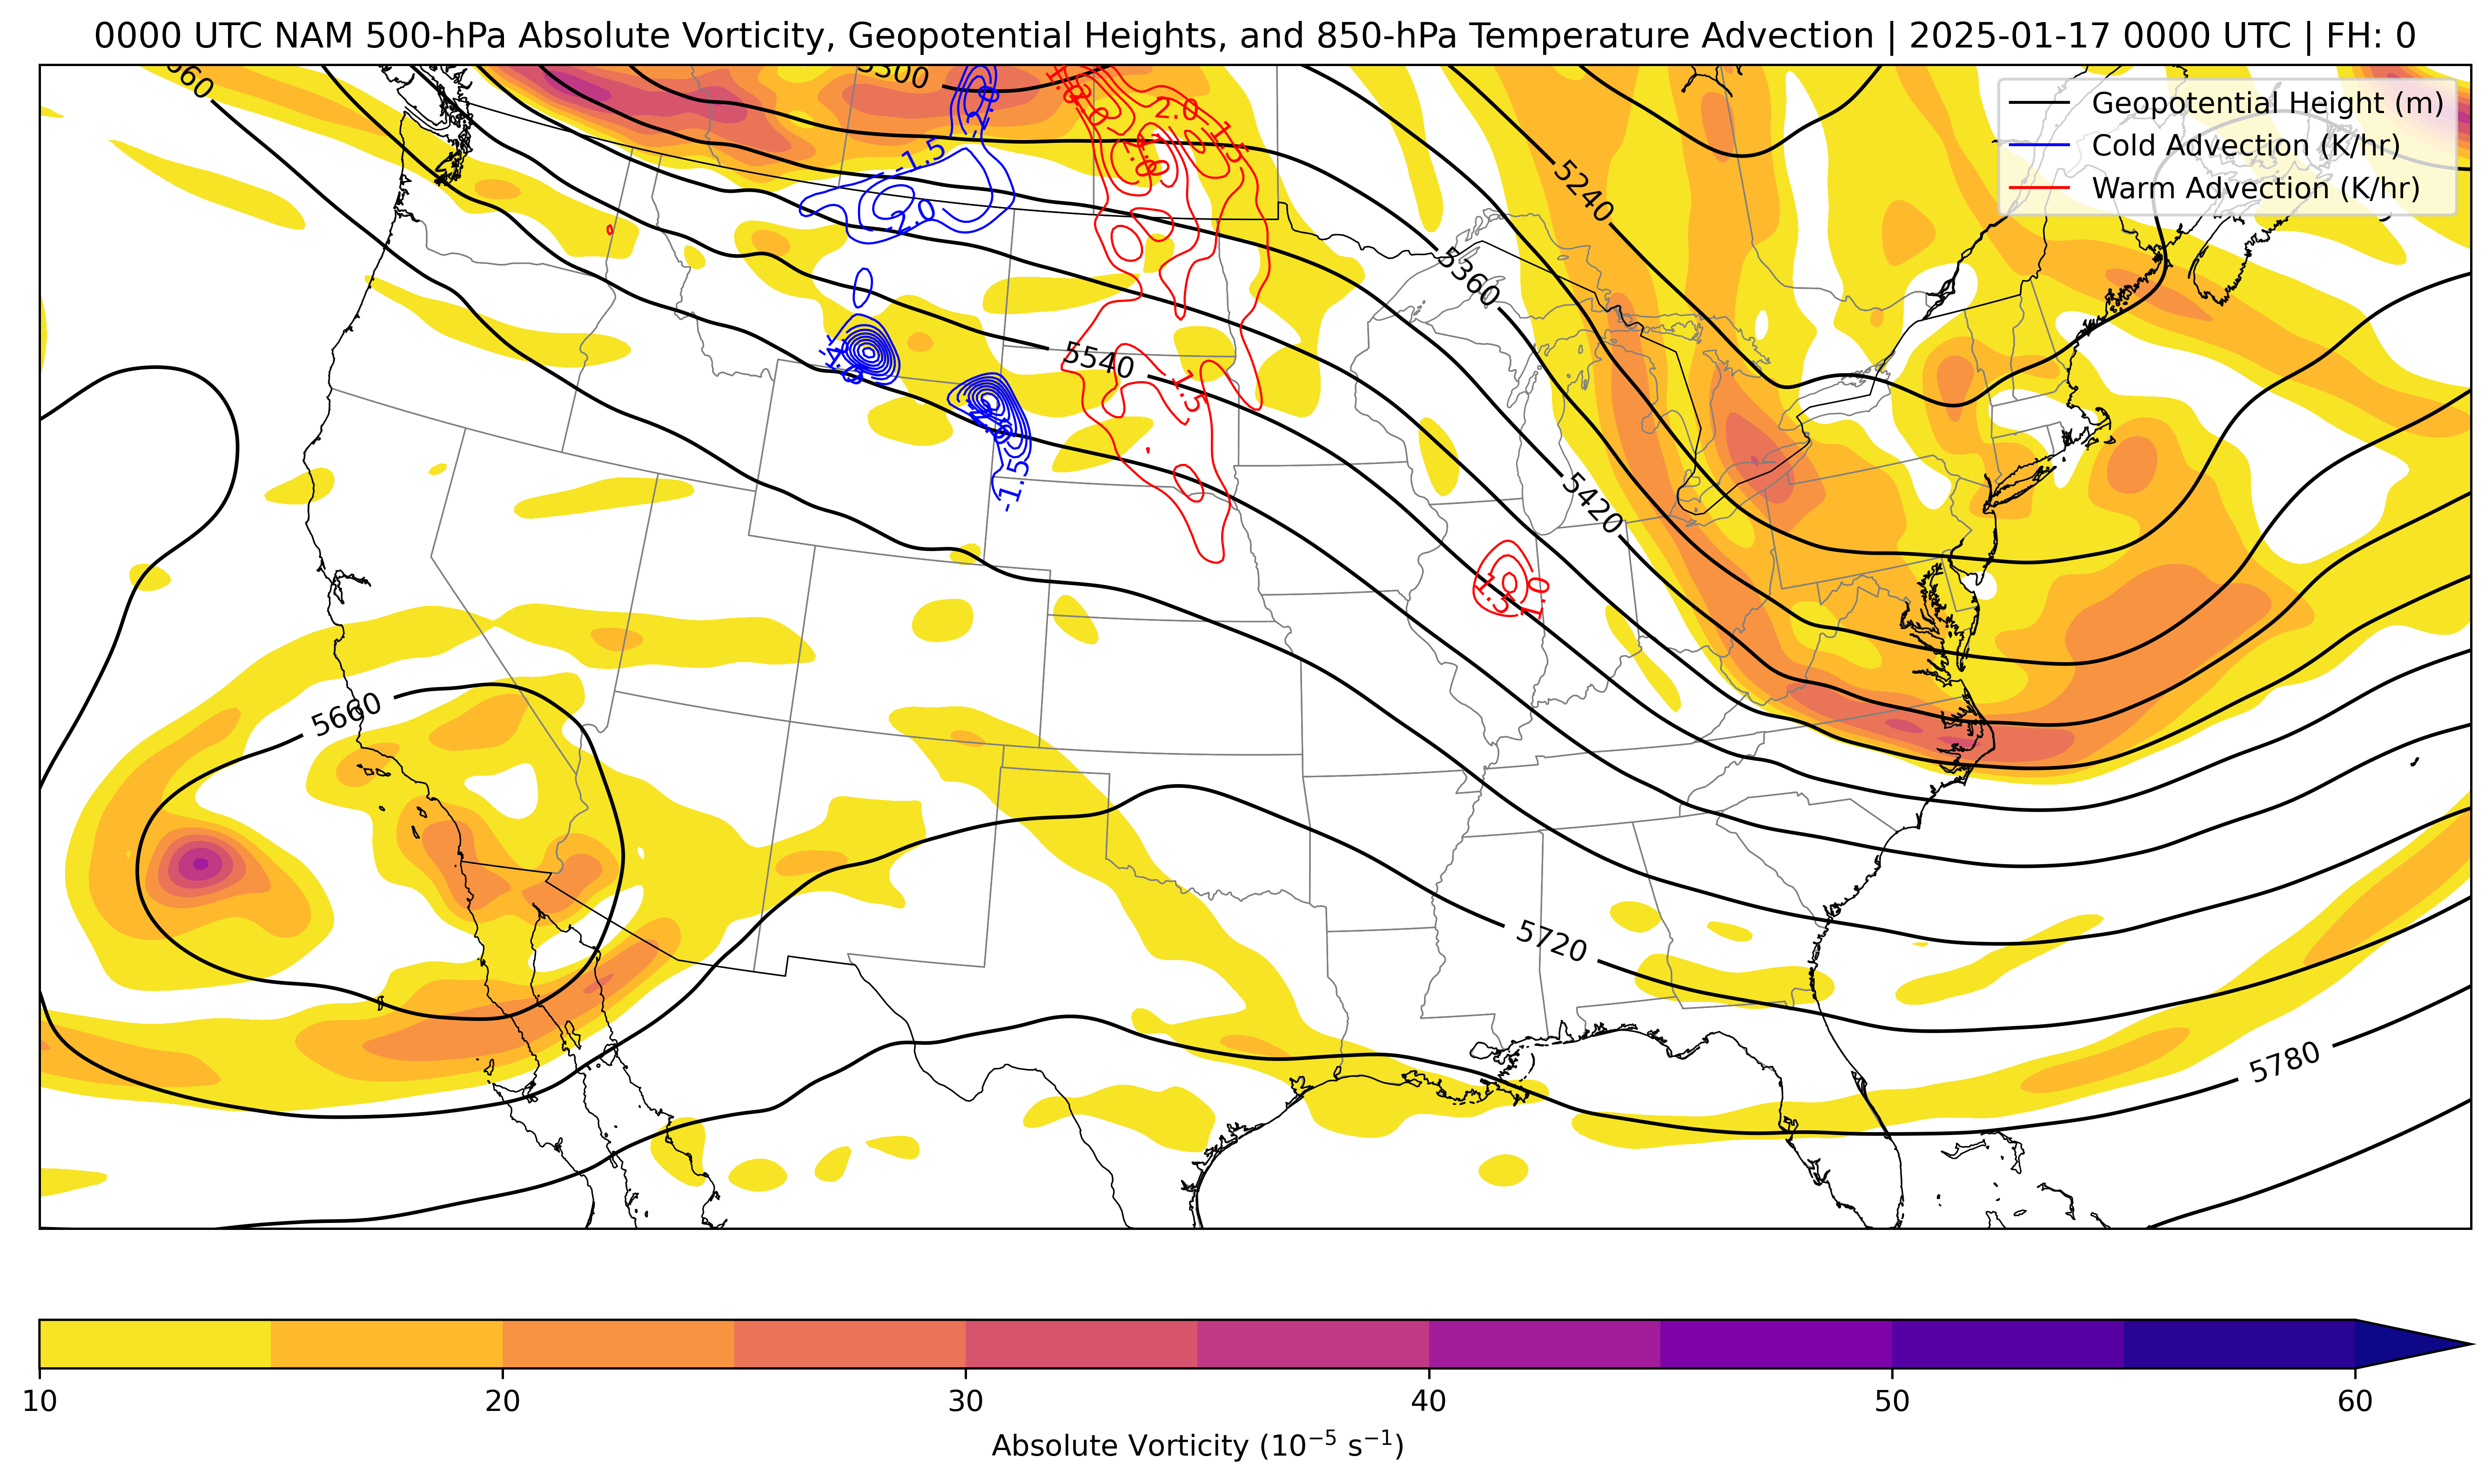 0000 UTC NAM 500-hPa Absolute Vorticity, Geopotential Heights, and 850-hPa Temperature Advection | 2025-01-17 0000 UTC | FH: 0
Geopotential Height (m)
Cold Advection (K/hr)
Warm Advection (K/hr)
5300
2.0
-1.5
1.5
5240
-2.0
5360
5540
1.5
-1.5
5420
1.5
5660
5720
5780
10 20 30 40 50 60
Absolute Vorticity (10⁻⁵ s⁻¹)